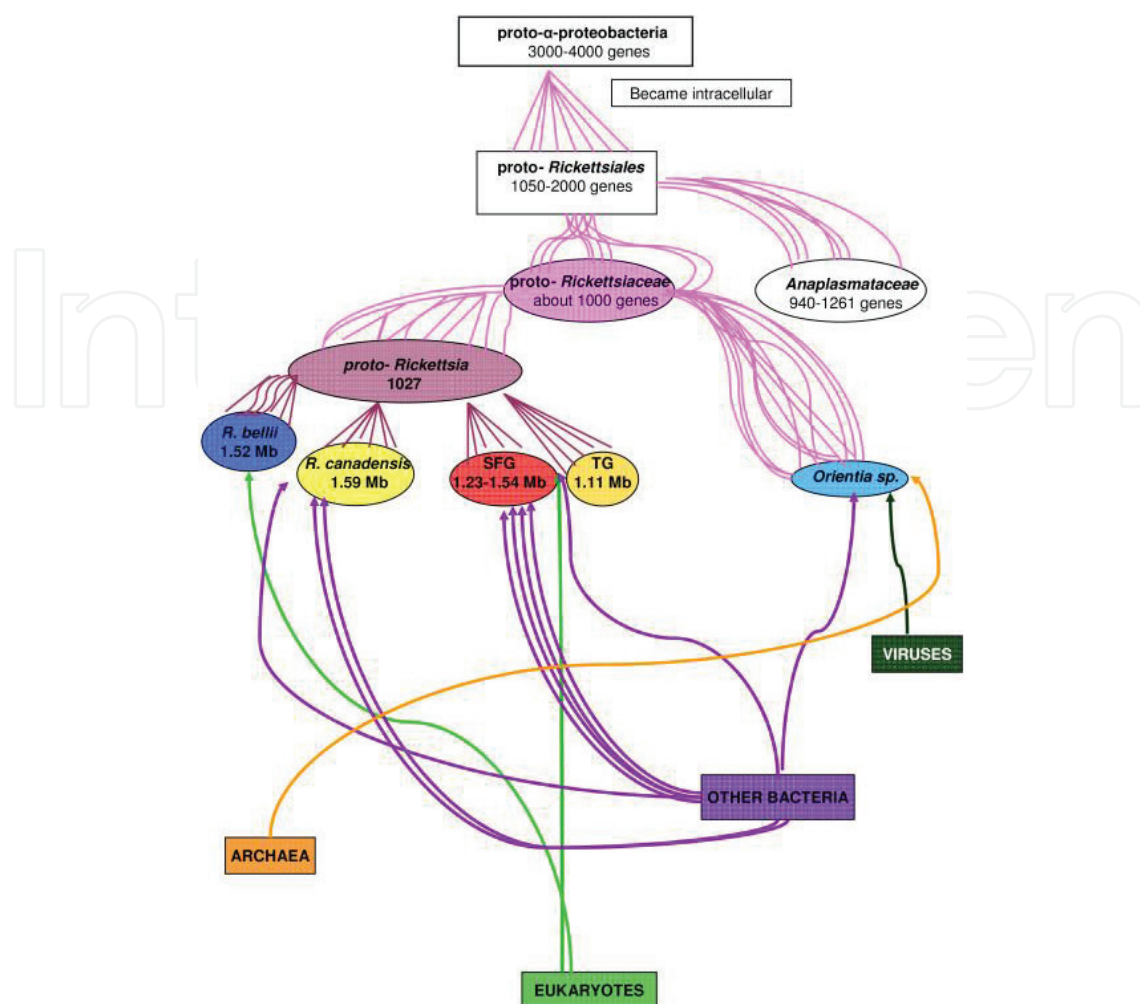 proto-α-proteobacteria
3000-4000 genes
Became intracellular
proto- Rickettsiales
1050-2000 genes
proto- Rickettsiaceae
about 1000 genes
Anaplasmataceae
940-1261 genes
proto- Rickettsia
1027
R. bellii
1.52 Mb
R. canadensis
1.59 Mb
SFG
1.23-1.54 Mb
TG
1.11 Mb
Orientia sp.
VIRUSES
OTHER BACTERIA
ARCHAEA
EUKARYOTES